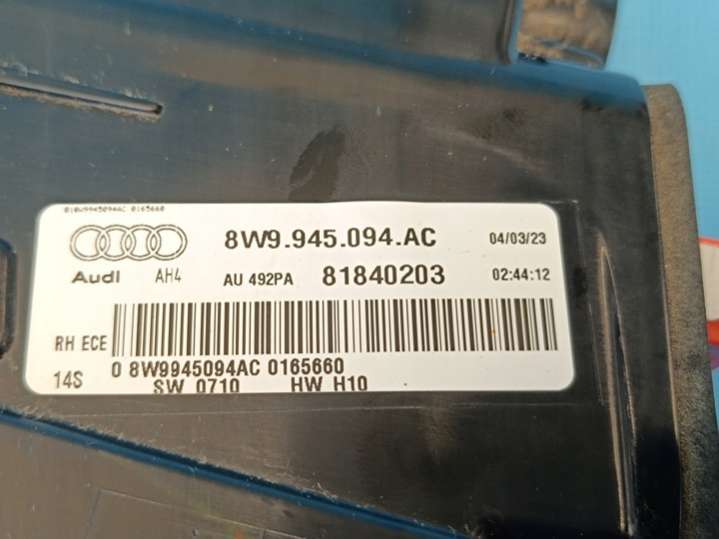 018W9945094AC 0165660
8W9.945.094.AC 04/03/23
Audi AH4 AU 492PA 81840203 02:44:12
RH ECE
14S 0 8W9945094AC 0165660
SW 0710 HW H10